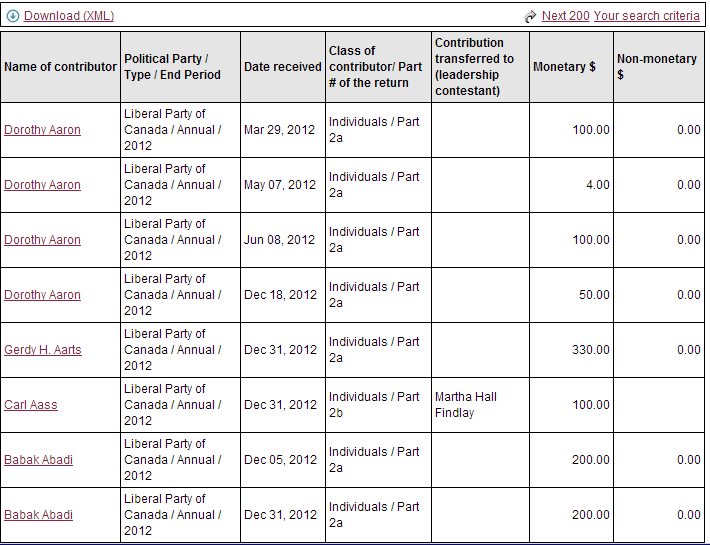 Download (XML) Next 200 Your search criteria
Name of contributor Political Party / Type / End Period Date received Class of contributor/ Part # of the return Contribution transferred to (leadership contestant) Monetary $ Non-monetary $
Dorothy Aaron Liberal Party of Canada / Annual / 2012 Mar 29, 2012 Individuals / Part 2a 100.00 0.00
Dorothy Aaron Liberal Party of Canada / Annual / 2012 May 07, 2012 Individuals / Part 2a 4.00 0.00
Dorothy Aaron Liberal Party of Canada / Annual / 2012 Jun 08, 2012 Individuals / Part 2a 100.00 0.00
Dorothy Aaron Liberal Party of Canada / Annual / 2012 Dec 18, 2012 Individuals / Part 2a 50.00 0.00
Gerdy H. Aarts Liberal Party of Canada / Annual / 2012 Dec 31, 2012 Individuals / Part 2a 330.00 0.00
Carl Aass Liberal Party of Canada / Annual / 2012 Dec 31, 2012 Individuals / Part 2b Martha Hall Findlay 100.00
Babak Abadi Liberal Party of Canada / Annual / 2012 Dec 05, 2012 Individuals / Part 2a 200.00 0.00
Babak Abadi Liberal Party of Canada / Annual / 2012 Dec 31, 2012 Individuals / Part 2a 200.00 0.00